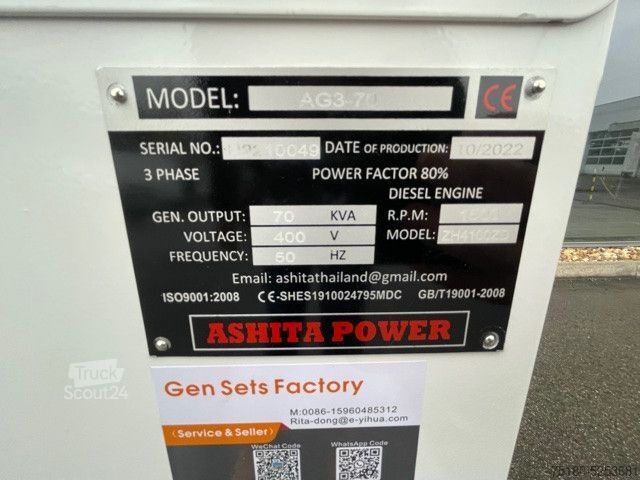 MODEL: AG3-70 CE
SERIAL NO.: DATE OF PRODUCTION: 10/2022
3 PHASE POWER FACTOR 80%
DIESEL ENGINE
GEN. OUTPUT: 70 KVA R.P.M: 1500
VOLTAGE: 400 V MODEL: ZH4100ZD
FREQUENCY: 50 HZ
Email: ashitathailand@gmail.com
ISO9001:2008 CE-SHES1910024795MDC GB/T19001-2008
ASHITA POWER
Gen Sets Factory
M:0086-15960485312
Rita-dong@e-yihua.com
(Service & Seller)
WeChat Code WhatsApp Code
Truck
Scout24